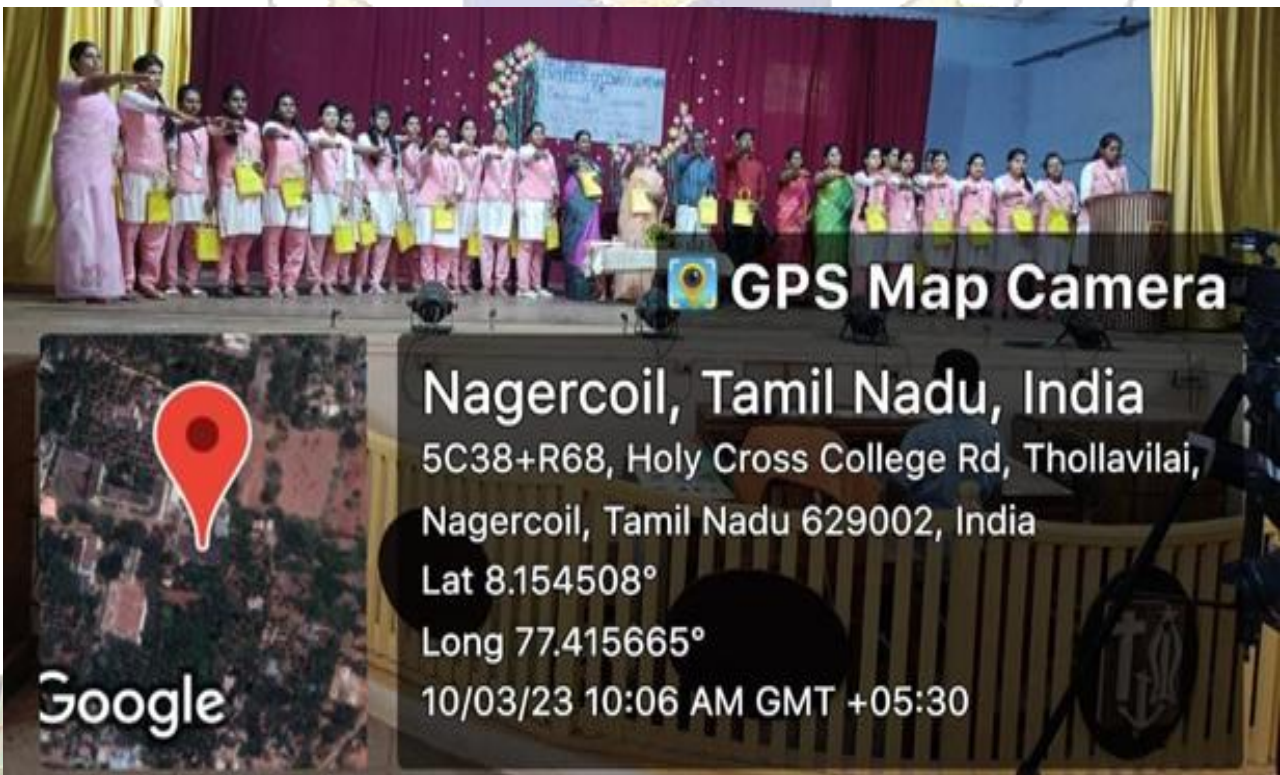 GPS Map Camera
Nagercoil, Tamil Nadu, India
5C38+R68, Holy Cross College Rd, Thollavilai,
Nagercoil, Tamil Nadu 629002, India
Lat 8.154508°
Long 77.415665°
10/03/23 10:06 AM GMT +05:30
Google